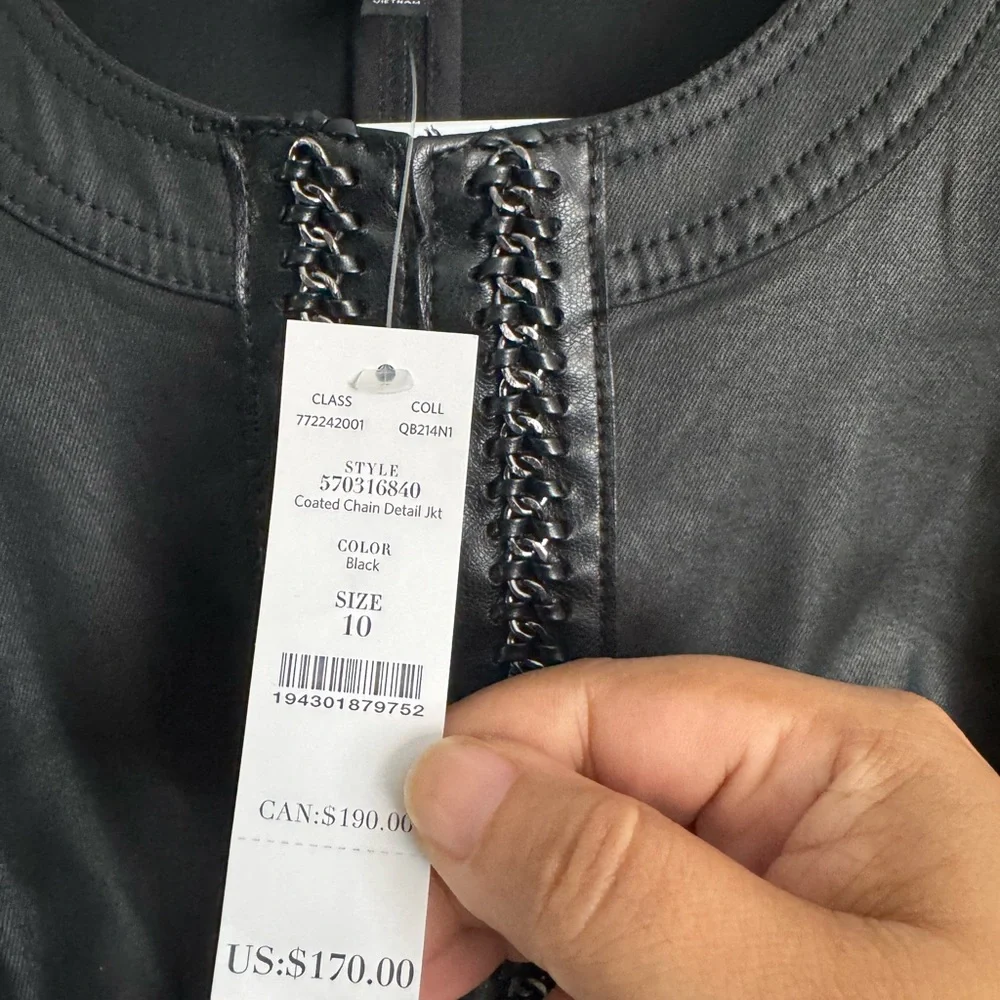 VIETNAM
CLASS
772242001
COLL
QB214N1
STYLE
570316840
Coated Chain Detail Jkt
COLOR
Black
SIZE
10
194301879752
CAN:$190.00
US:$170.00